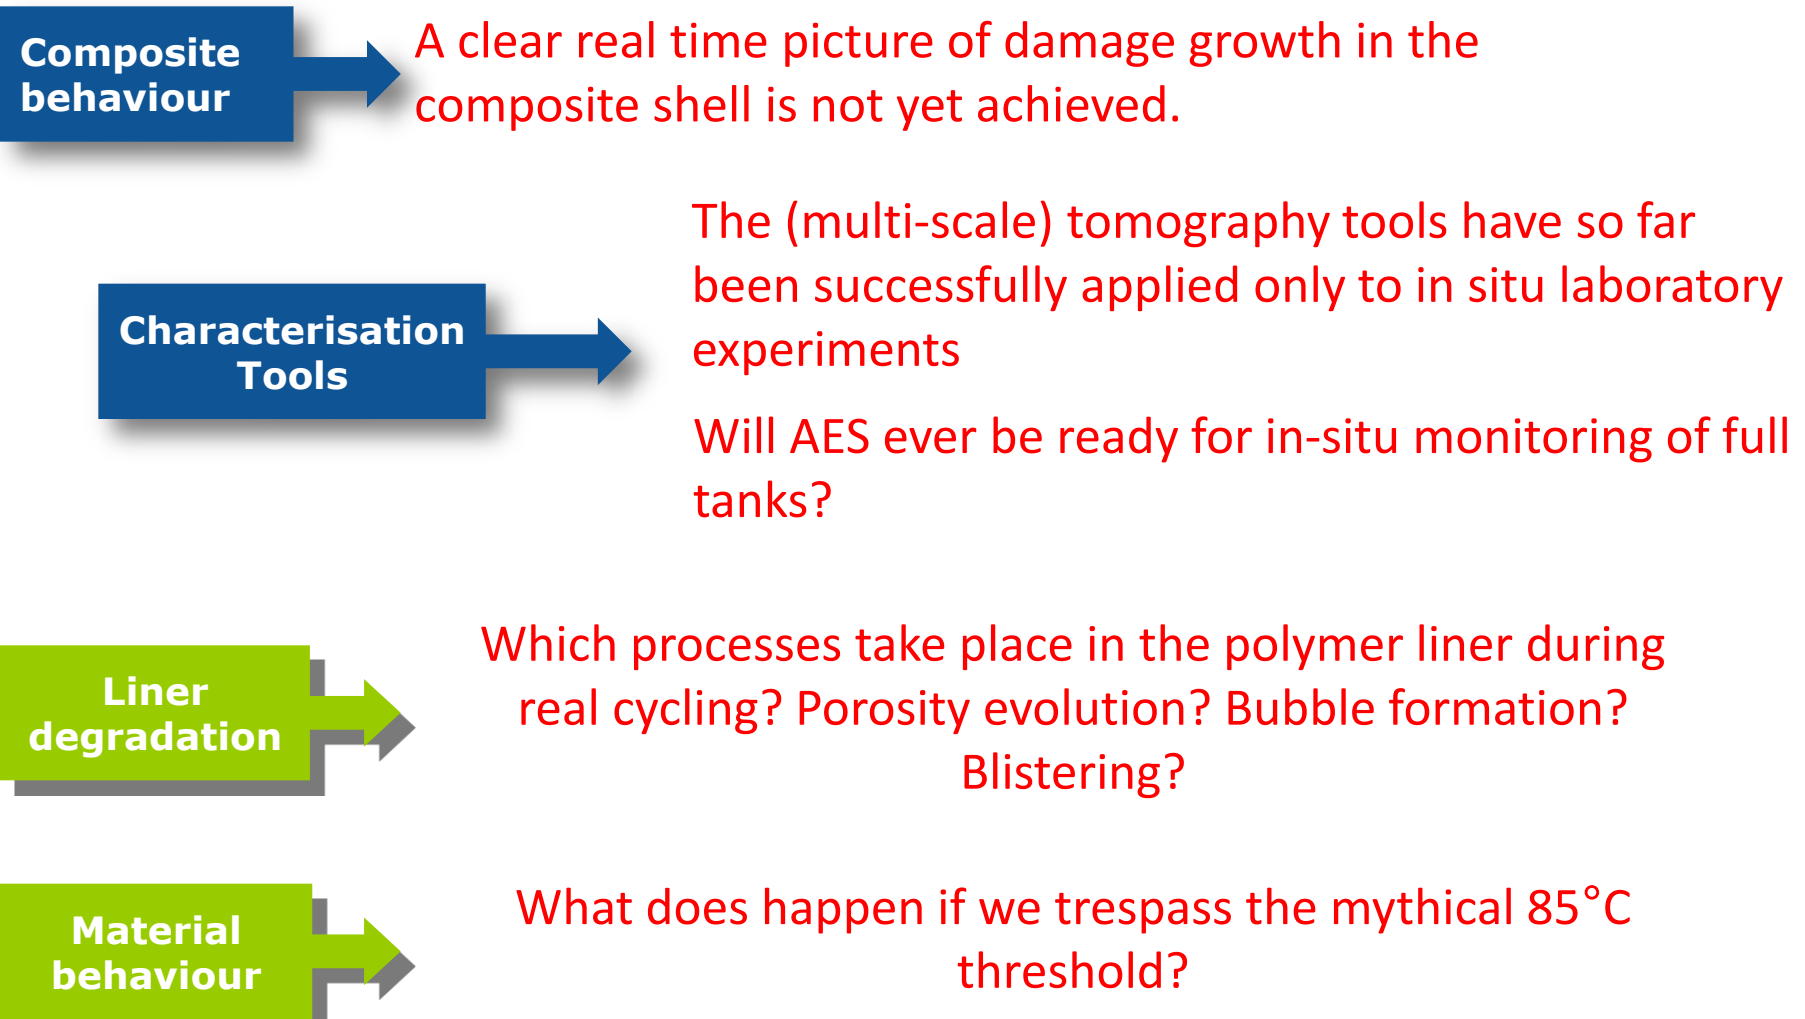 Composite
behaviour
A clear real time picture of damage growth in the
composite shell is not yet achieved.
Characterisation
Tools
The (multi-scale) tomography tools have so far
been successfully applied only to in situ laboratory
experiments
Will AES ever be ready for in-situ monitoring of full
tanks?
Liner
degradation
Which processes take place in the polymer liner during
real cycling? Porosity evolution? Bubble formation?
Blistering?
Material
behaviour
What does happen if we trespass the mythical 85°C
threshold?